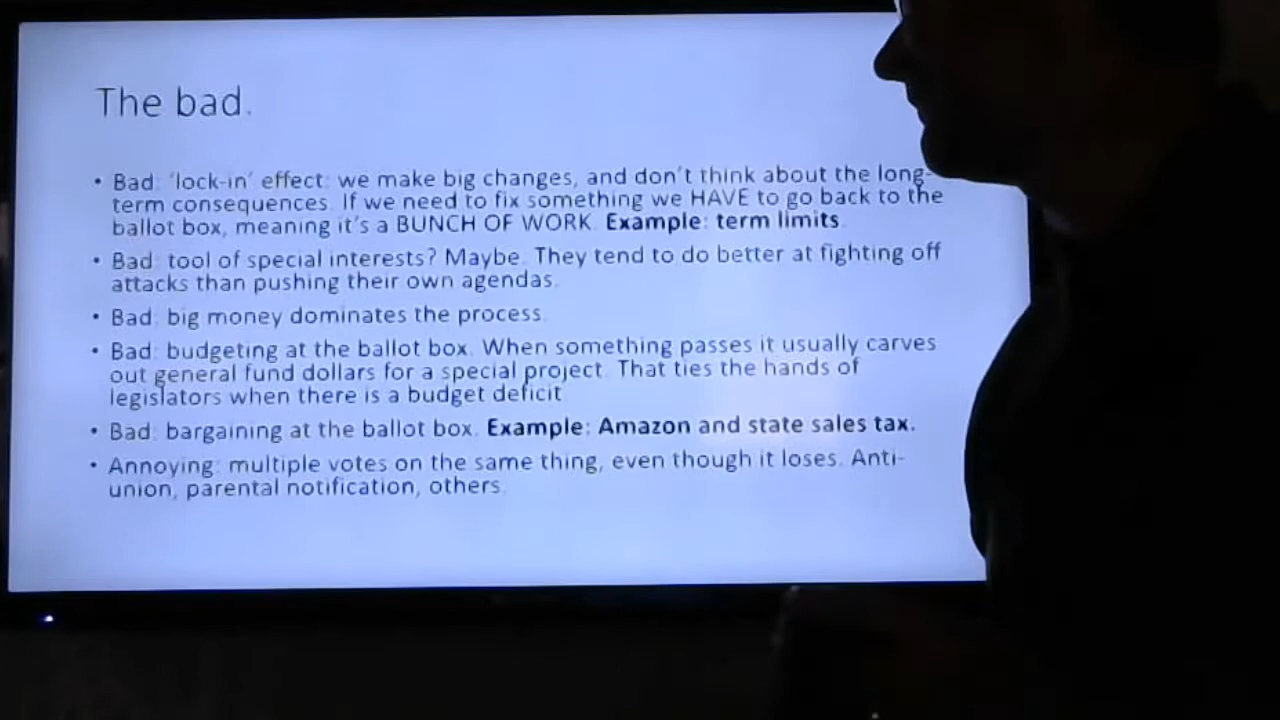 The bad.
• Bad: 'lock-in' effect: we make big changes, and don't think about the long-
term consequences. If we need to fix something we HAVE to go back to the
ballot box, meaning it's a BUNCH OF WORK. Example: term limits.
• Bad: tool of special interests? Maybe. They tend to do better at fighting off
attacks than pushing their own agendas.
• Bad: big money dominates the process.
• Bad: budgeting at the ballot box. When something passes it usually carves
out general fund dollars for a special project. That ties the hands of
legislators when there is a budget deficit.
• Bad: bargaining at the ballot box. Example: Amazon and state sales tax.
• Annoying: multiple votes on the same thing, even though it loses. Anti-
union, parental notification, others.